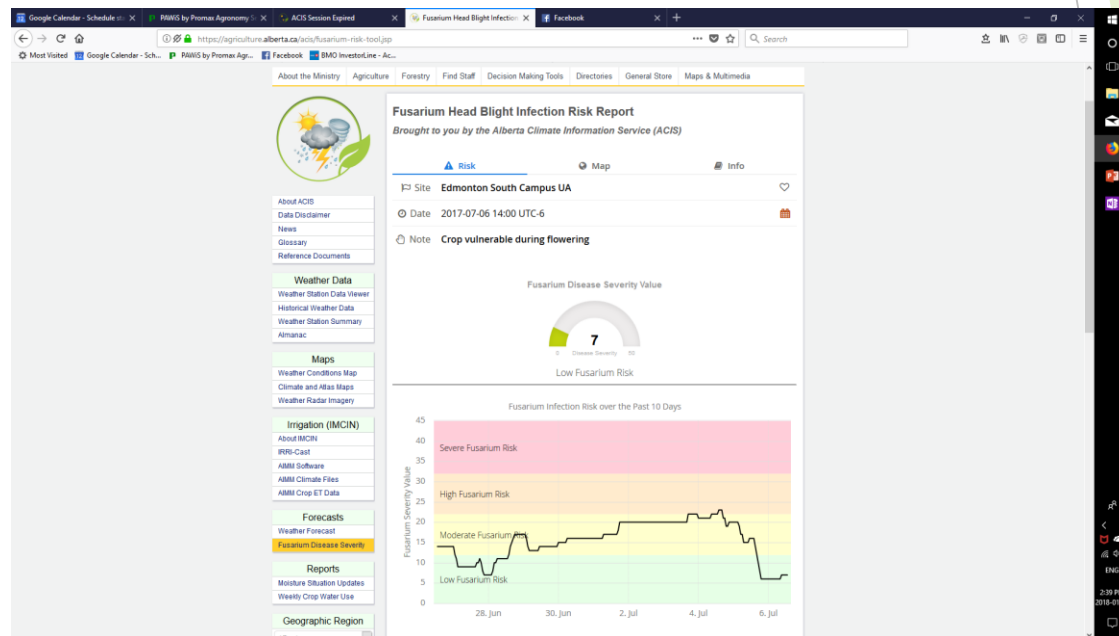 Google Calendar - Schedule st
PAWiS by Promax Agronomy S
ACIS Session Expired
Fusarium Head Blight Infection
Facebook
https://agriculture.alberta.ca/acis/fusarium-risk-tool.jsp
Search
Most Visited
Google Calendar - Sch...
PAWiS by Promax Agr...
Facebook
BMO InvestorLine - Ac...
About the Ministry
Agriculture
Forestry
Find Staff
Decision Making Tools
Directories
General Store
Maps & Multimedia
About ACIS
Data Disclaimer
News
Glossary
Reference Documents
Weather Data
Weather Station Data Viewer
Historical Weather Data
Weather Station Summary
Almanac
Maps
Weather Conditions Map
Climate and Atlas Maps
Weather Radar Imagery
Irrigation (IMCIN)
About IMCIN
IRRI-Cast
AIMM Software
AIMM Climate Files
AIMM Crop ET Data
Forecasts
Weather Forecast
Fusarium Disease Severity
Reports
Moisture Situation Updates
Weekly Crop Water Use
Geographic Region
Fusarium Head Blight Infection Risk Report
Brought to you by the Alberta Climate Information Service (ACIS)
Risk
Map
Info
Site Edmonton South Campus UA
Date 2017-07-06 14:00 UTC-6
Note Crop vulnerable during flowering
Fusarium Disease Severity Value
7
0 Disease Severity 50
Low Fusarium Risk
Fusarium Infection Risk over the Past 10 Days
Fusarium Severity Value
45
40
35
30
25
20
15
10
5
0
Severe Fusarium Risk
High Fusarium Risk
Moderate Fusarium Risk
Low Fusarium Risk
28. Jun
30. Jun
2. Jul
4. Jul
6. Jul
ENG
2:39 P
2018-01